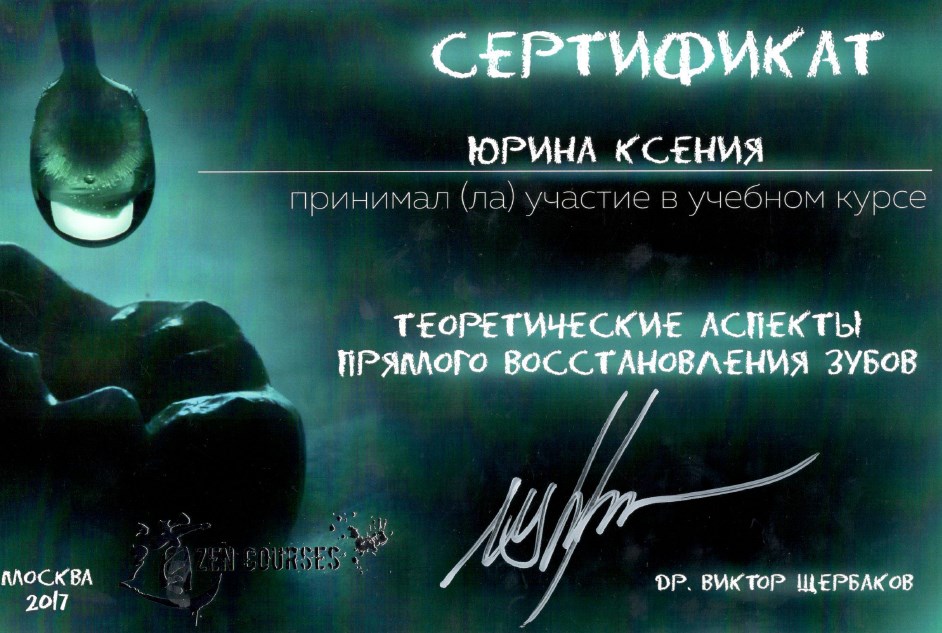 СЕРТИФИКАТ
ЮРИНА КСЕНИЯ
принимал (ла) участие в учебном курсе
ТЕОРЕТИЧЕСКИЕ АСПЕКТЫ
ПРЯМОГО ВОССТАНОВЛЕНИЯ ЗУБОВ
ZEN COURSES
МОСКВА
2017
DР. ВИКТОР ЩЕРБАКОВ